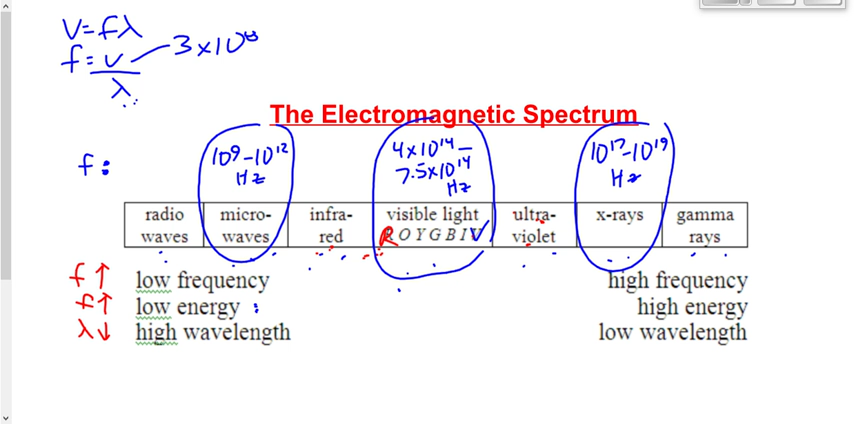 v = fλ
f = v/λ
3 x 10⁸
The Electromagnetic Spectrum
f:
10⁹ - 10¹² Hz
4 x 10¹⁴ - 7.5 x 10¹⁴ Hz
10¹⁷ - 10¹⁹ Hz
radio waves
micro-waves
infra-red
visible light
R O Y G B I V
ultra-violet
x-rays
gamma rays
f ↑ low frequency
high frequency
f ↑ low energy
high energy
λ ↓ high wavelength
low wavelength